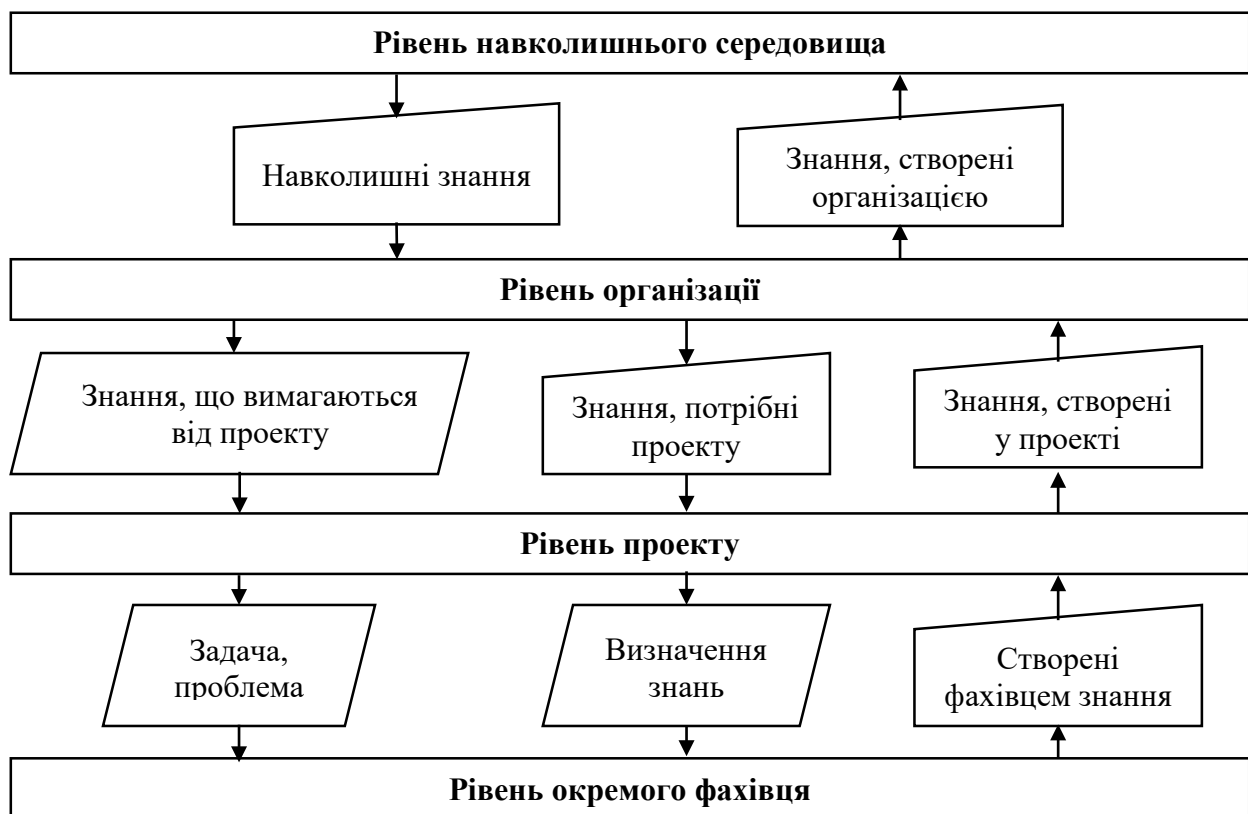 Рівень навколишнього середовища
Навколишні знання
Знання, створені
організацією
Рівень організації
Знання, що вимагаються
від проекту
Знання, потрібні
проекту
Знання, створені
у проекті
Рівень проекту
Задача,
проблема
Визначення
знань
Створені
фахівцем знання
Рівень окремого фахівця